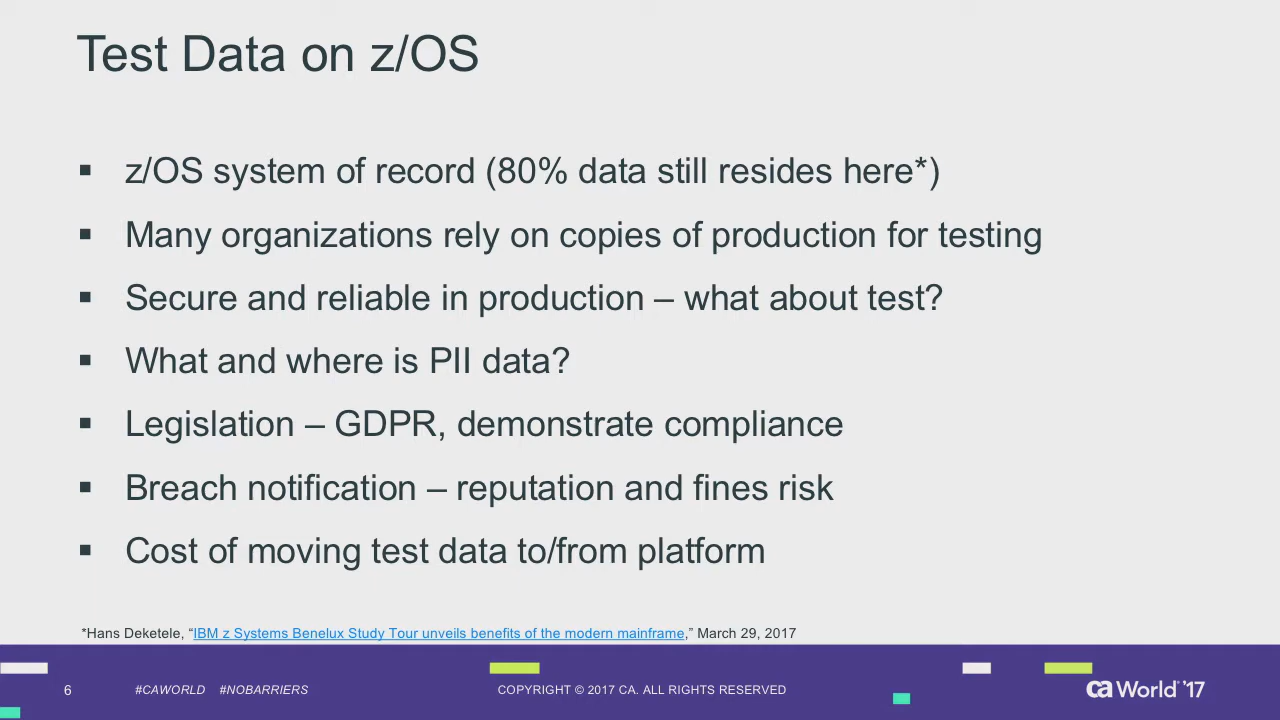 Test Data on z/OS
▪ z/OS system of record (80% data still resides here*)
▪ Many organizations rely on copies of production for testing
▪ Secure and reliable in production – what about test?
▪ What and where is PII data?
▪ Legislation – GDPR, demonstrate compliance
▪ Breach notification – reputation and fines risk
▪ Cost of moving test data to/from platform
*Hans Deketele, “IBM z Systems Benelux Study Tour unveils benefits of the modern mainframe,” March 29, 2017
6 #CAWORLD #NOBARRIERS COPYRIGHT © 2017 CA. ALL RIGHTS RESERVED ca World ’17